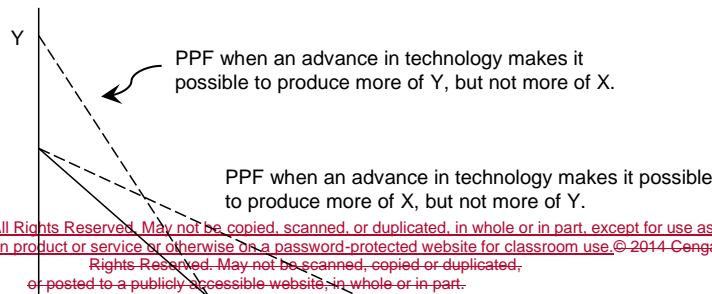 Y
PPF when an advance in technology makes it
possible to produce more of Y, but not more of X.
PPF when an advance in technology makes it possible
to produce more of X, but not more of Y.
All Rights Reserved. May not be copied, scanned, or duplicated, in whole or in part, except for use as
n product or service or otherwise on a password-protected website for classroom use.© 2014 Cenga
Rights Reserved. May not be scanned, copied or duplicated,
or posted to a publicly accessible website, in whole or in part.